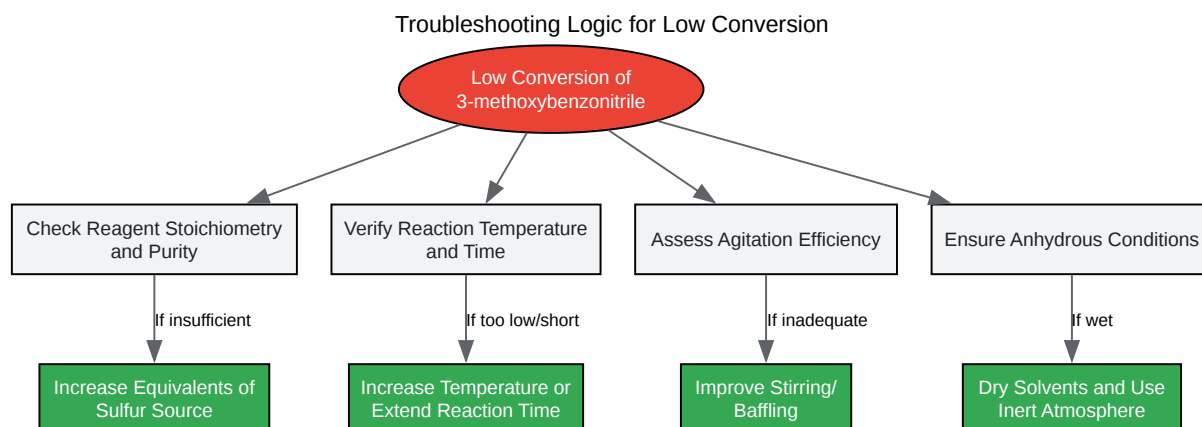 Troubleshooting Logic for Low Conversion
Low Conversion of
3-methoxybenzonitrile
Check Reagent Stoichiometry
and Purity
Verify Reaction Temperature
and Time
Assess Agitation Efficiency
Ensure Anhydrous Conditions
If insufficient
If too low/short
If inadequate
If wet
Increase Equivalents of
Sulfur Source
Increase Temperature or
Extend Reaction Time
Improve Stirring/
Baffling
Dry Solvents and Use
Inert Atmosphere